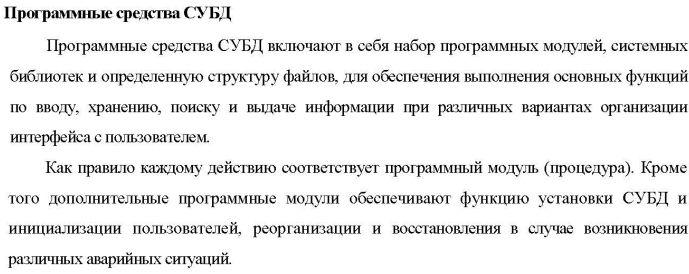 Программные средства СУБД
Программные средства СУБД включают в себя набор программных модулей, системных
библиотек и определенную структуру файлов, для обеспечения выполнения основных функций
по вводу, хранению, поиску и выдаче информации при различных вариантах организации
интерфейса с пользователем.
Как правило каждому действию соответствует программный модуль (процедура). Кроме
того дополнительные программные модули обеспечивают функцию установки СУБД и
инициализации пользователей, реорганизации и восстановления в случае возникновения
различных аварийных ситуаций.